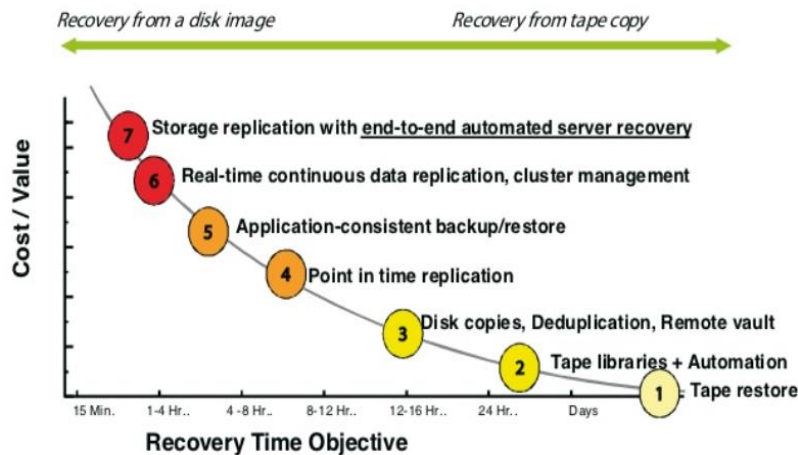 Recovery from a disk image
Recovery from tape copy
Cost / Value
7 Storage replication with end-to-end automated server recovery
6 Real-time continuous data replication, cluster management
5 Application-consistent backup/restore
4 Point in time replication
3 Disk copies, Deduplication, Remote vault
2 Tape libraries + Automation
1 Tape restore
15 Min. 1-4 Hr.. 4-8 Hr.. 8-12 Hr.. 12-16 Hr.. 24 Hr.. Days
Recovery Time Objective